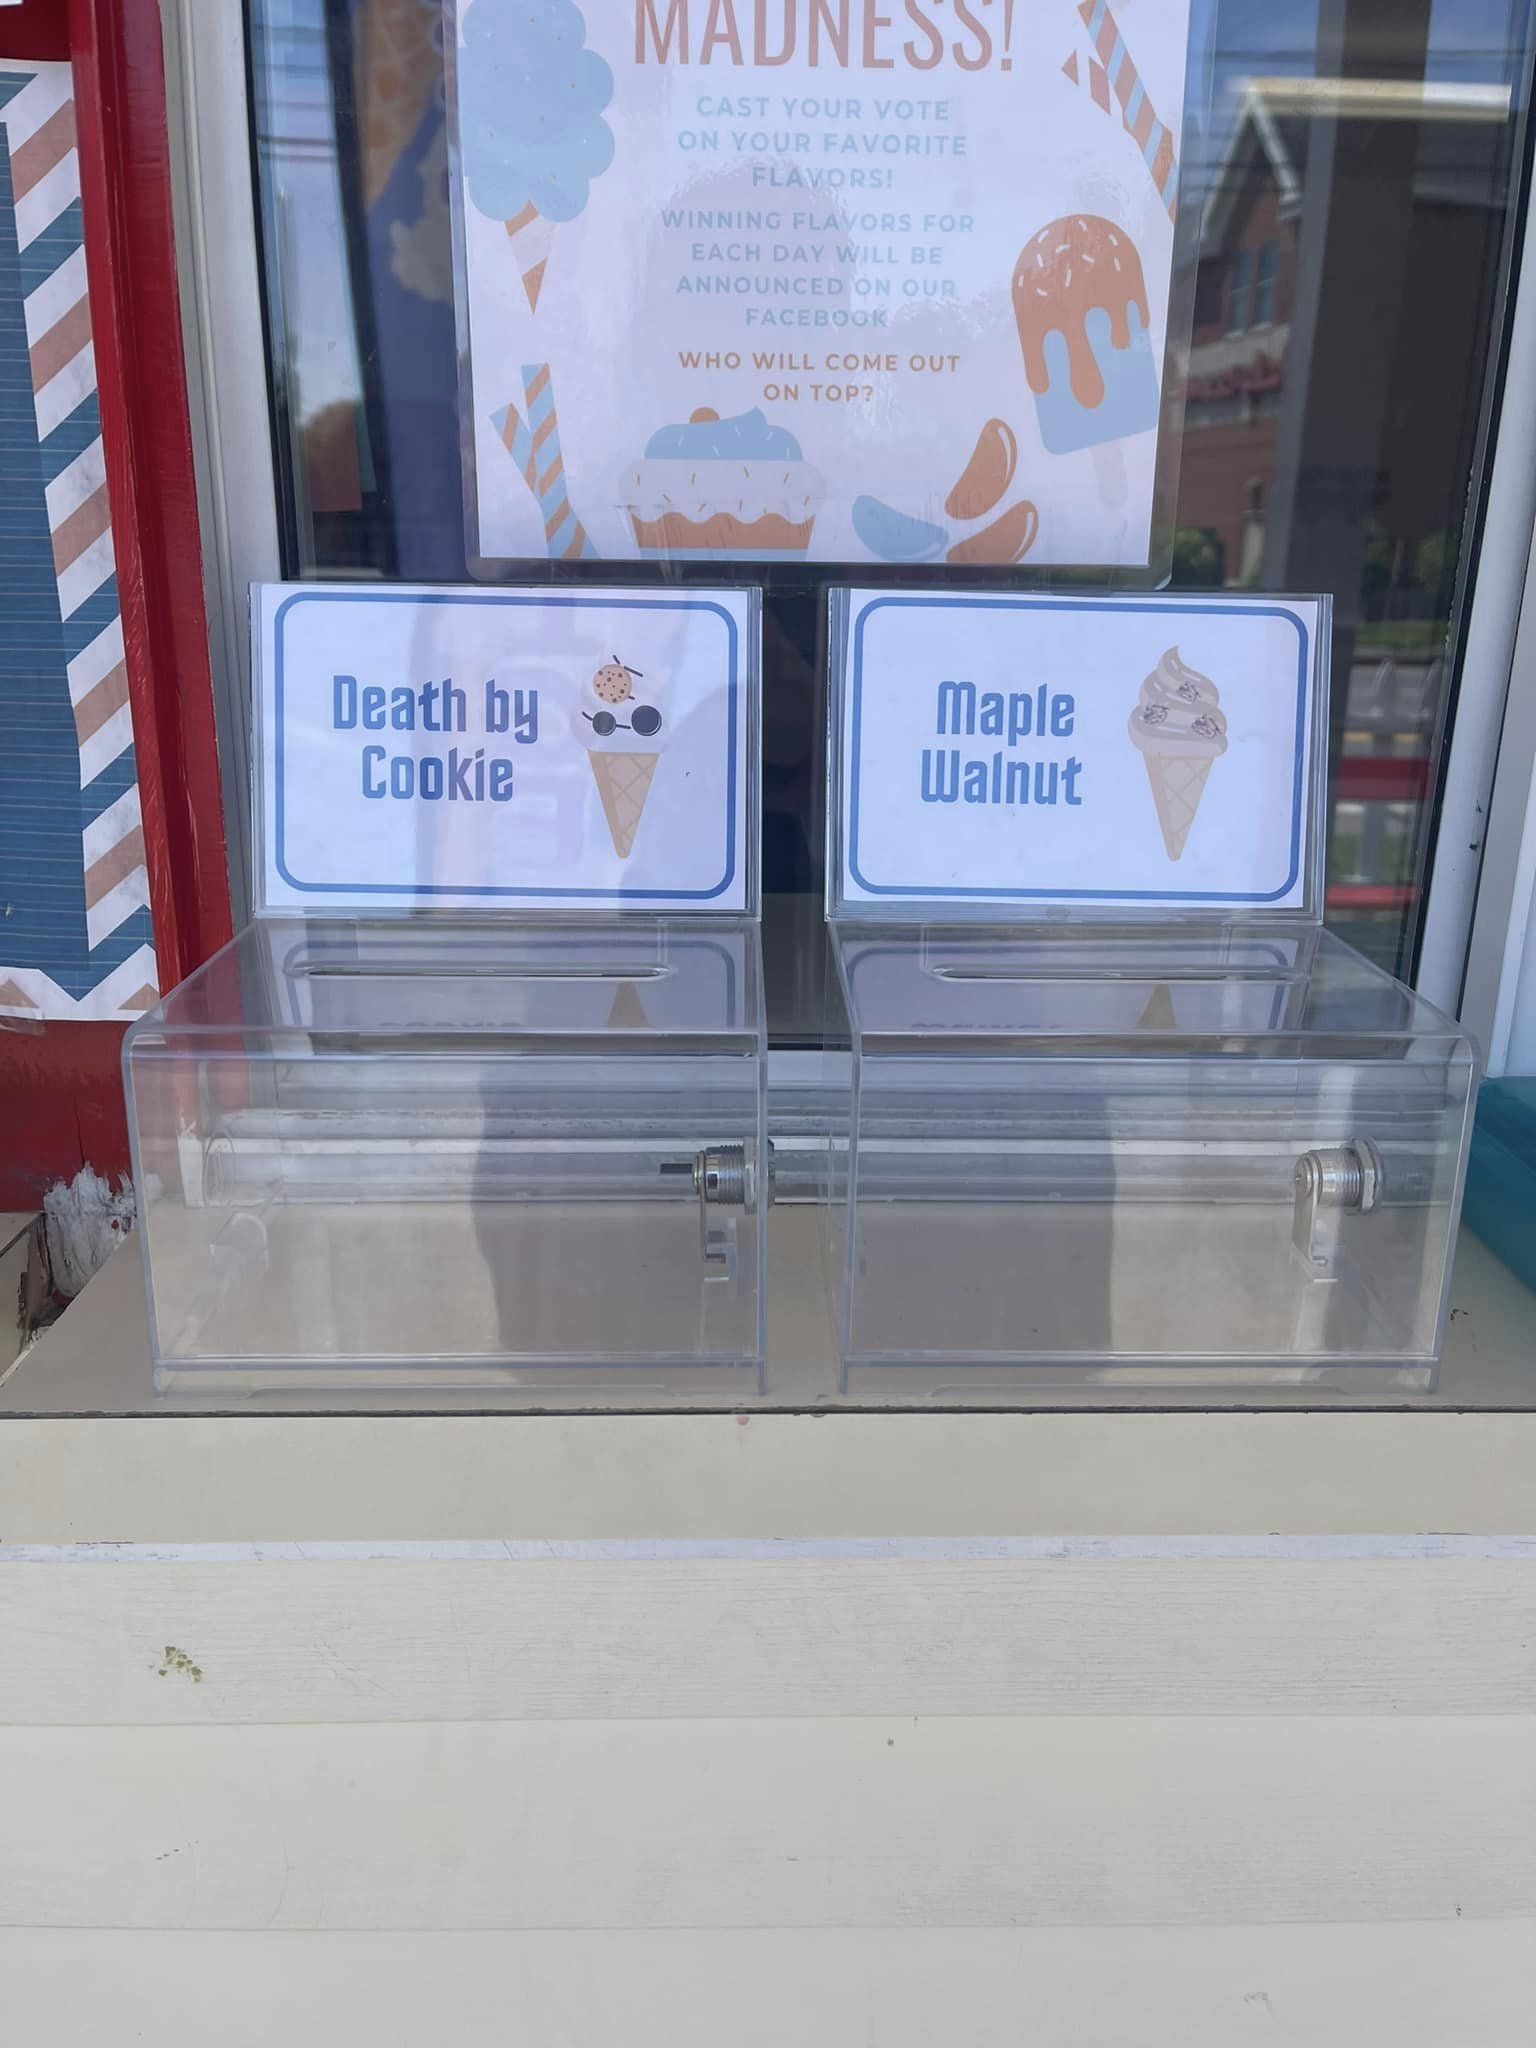 MADNESS!
CAST YOUR VOTE
ON YOUR FAVORITE
FLAVORS!
WINNING FLAVORS FOR
EACH DAY WILL BE
ANNOUNCED ON OUR
FACEBOOK
WHO WILL COME OUT
ON TOP?
Death by
Cookie
Maple
Walnut